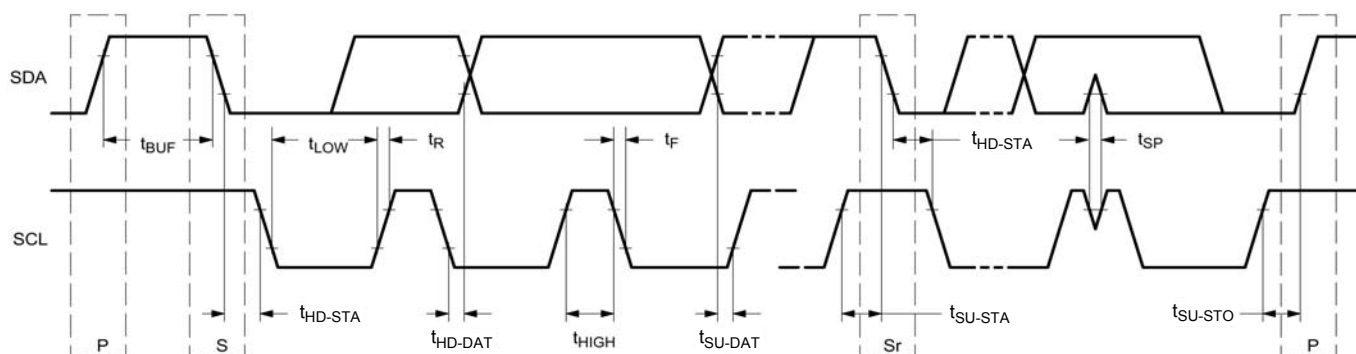 SDA
tBUF
tLOW
tR
tF
tHD-STA
tSP
SCL
tHD-STA
tHD-DAT
tHIGH
tSU-DAT
tSU-STA
tSU-STO
P
S
Sr
P